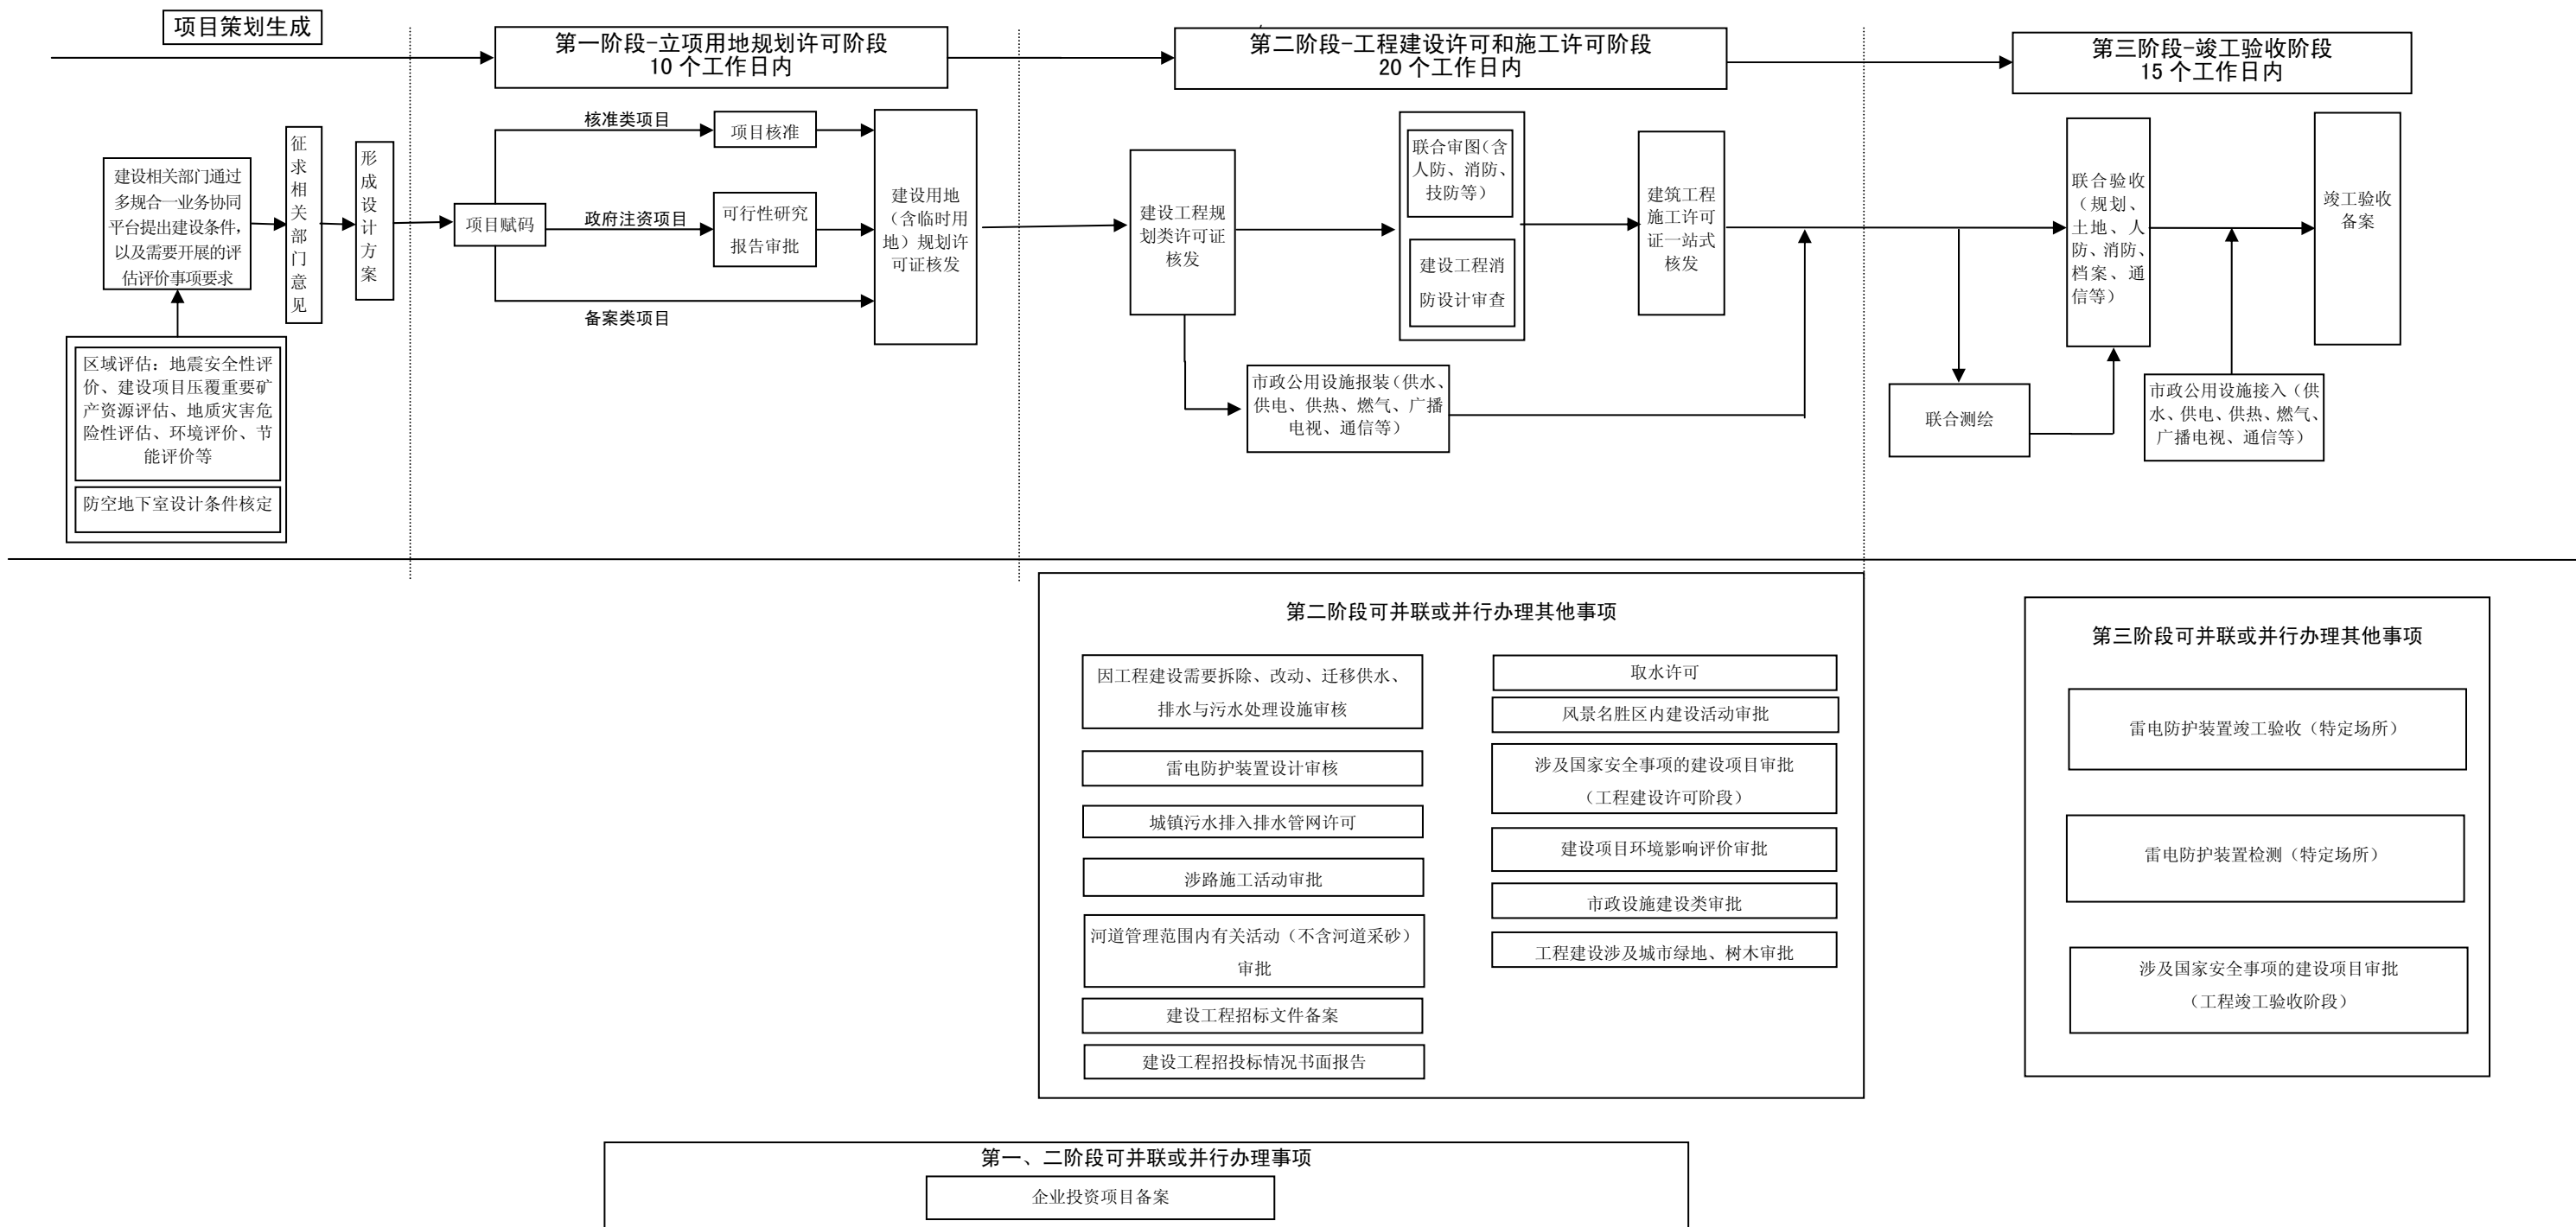 项目策划生成
第一阶段-立项用地规划许可阶段
10 个工作日内
第二阶段-工程建设许可和施工许可阶段
20 个工作日内
第三阶段-竣工验收阶段
15 个工作日内
建设相关部门通过
多规合一业务协同
平台提出建设条件,
以及需要开展的评
估评价事项要求
征
求
相
关
部
门
意
见
形
成
设
计
方
案
区域评估：地震安全性评
价、建设项目压覆重要矿
产资源评估、地质灾害危
险性评估、环境评价、节
能评价等
防空地下室设计条件核定
项目赋码
核准类项目
项目核准
政府注资项目
可行性研究
报告审批
备案类项目
建设用地
（含临时用
地）规划许
可证核发
建设工程规
划类许可证
核发
联合审图(含
人防、消防、
技防等）
建设工程消
防设计审查
建筑工程
施工许可
证一站式
核发
市政公用设施报装（供水、
供电、供热、燃气、广播
电视、通信等）
联合验收
（规划、
土地、人
防、消防、
档案、通
信等）
竣工验收
备案
联合测绘
市政公用设施接入（供
水、供电、供热、燃气、
广播电视、通信等）
第二阶段可并联或并行办理其他事项
因工程建设需要拆除、改动、迁移供水、
排水与污水处理设施审核
雷电防护装置设计审核
城镇污水排入排水管网许可
涉路施工活动审批
河道管理范围内有关活动（不含河道采砂）
审批
建设工程招标文件备案
建设工程招投标情况书面报告
取水许可
风景名胜区内建设活动审批
涉及国家安全事项的建设项目审批
（工程建设许可阶段）
建设项目环境影响评价审批
市政设施建设类审批
工程建设涉及城市绿地、树木审批
第三阶段可并联或并行办理其他事项
雷电防护装置竣工验收（特定场所）
雷电防护装置检测（特定场所）
涉及国家安全事项的建设项目审批
（工程竣工验收阶段）
第一、二阶段可并联或并行办理事项
企业投资项目备案